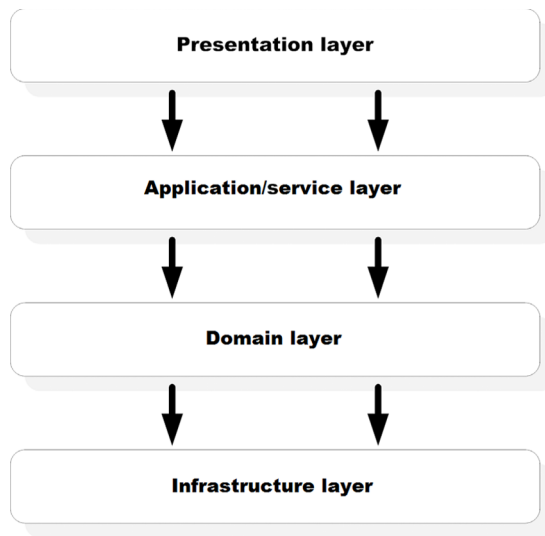 Presentation layer
Application/service layer
Domain layer
Infrastructure layer